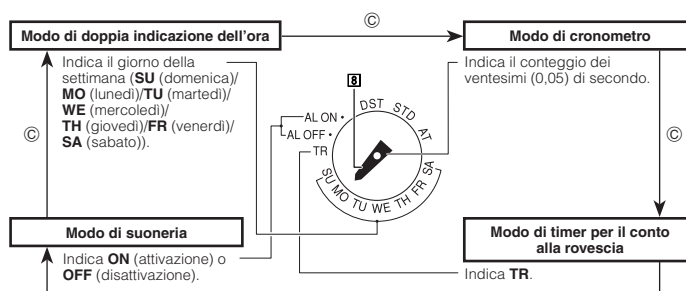 Ⓒ
Modo di doppia indicazione dell'ora
Modo di cronometro
Indica il giorno della
settimana (SU (domenica)/
MO (lunedì)/TU (martedì)/
WE (mercoledì)/
TH (giovedì)/FR (venerdì)/
SA (sabato)).
Indica il conteggio dei
ventesimi (0,05) di secondo.
8
AL ON •
AL OFF •
TR
DST STD AT
SU MO TU WE TH FR SA
Ⓒ
Ⓒ
Modo di suoneria
Indica ON (attivazione) o
OFF (disattivazione).
Modo di timer per il conto
alla rovescia
Indica TR.